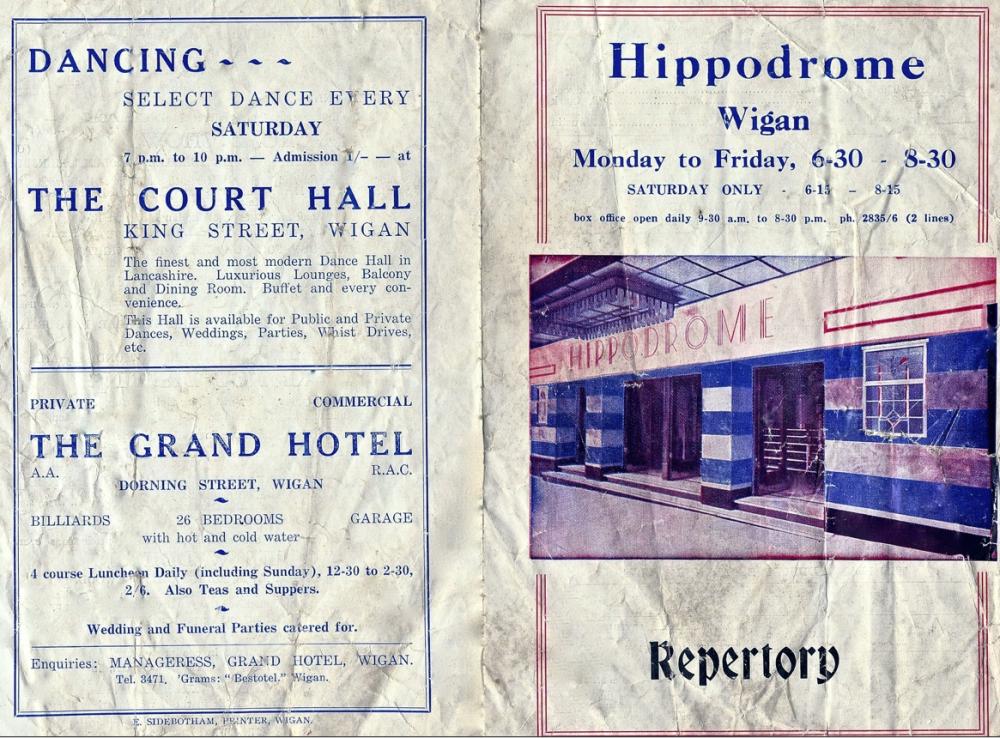 DANCING ~ ~ ~
SELECT DANCE EVERY
SATURDAY
7 p.m. to 10 p.m. — Admission 1/- — at
THE COURT HALL
KING STREET, WIGAN
The finest and most modern Dance Hall in
Lancashire. Luxurious Lounges, Balcony
and Dining Room. Buffet and every con-
venience.
This Hall is available for Public and Private
Dances, Weddings, Parties, Whist Drives,
etc.
PRIVATE COMMERCIAL
THE GRAND HOTEL
A.A. R.A.C.
DORNING STREET, WIGAN
BILLIARDS 26 BEDROOMS GARAGE
with hot and cold water
4 course Luncheon Daily (including Sunday), 12-30 to 2-30,
2/6. Also Teas and Suppers.
Wedding and Funeral Parties catered for.
Enquiries: MANAGERESS, GRAND HOTEL, WIGAN.
Tel. 3471. 'Grams: "Bestotel." Wigan.
E. SIDEBOTHAM, PRINTER, WIGAN.
Hippodrome
Wigan
Monday to Friday, 6-30 - 8-30
SATURDAY ONLY - 6-15 - 8-15
box office open daily 9-30 a.m. to 8-30 p.m. ph. 2835/6 (2 lines)
HIPPODROME
Repertory